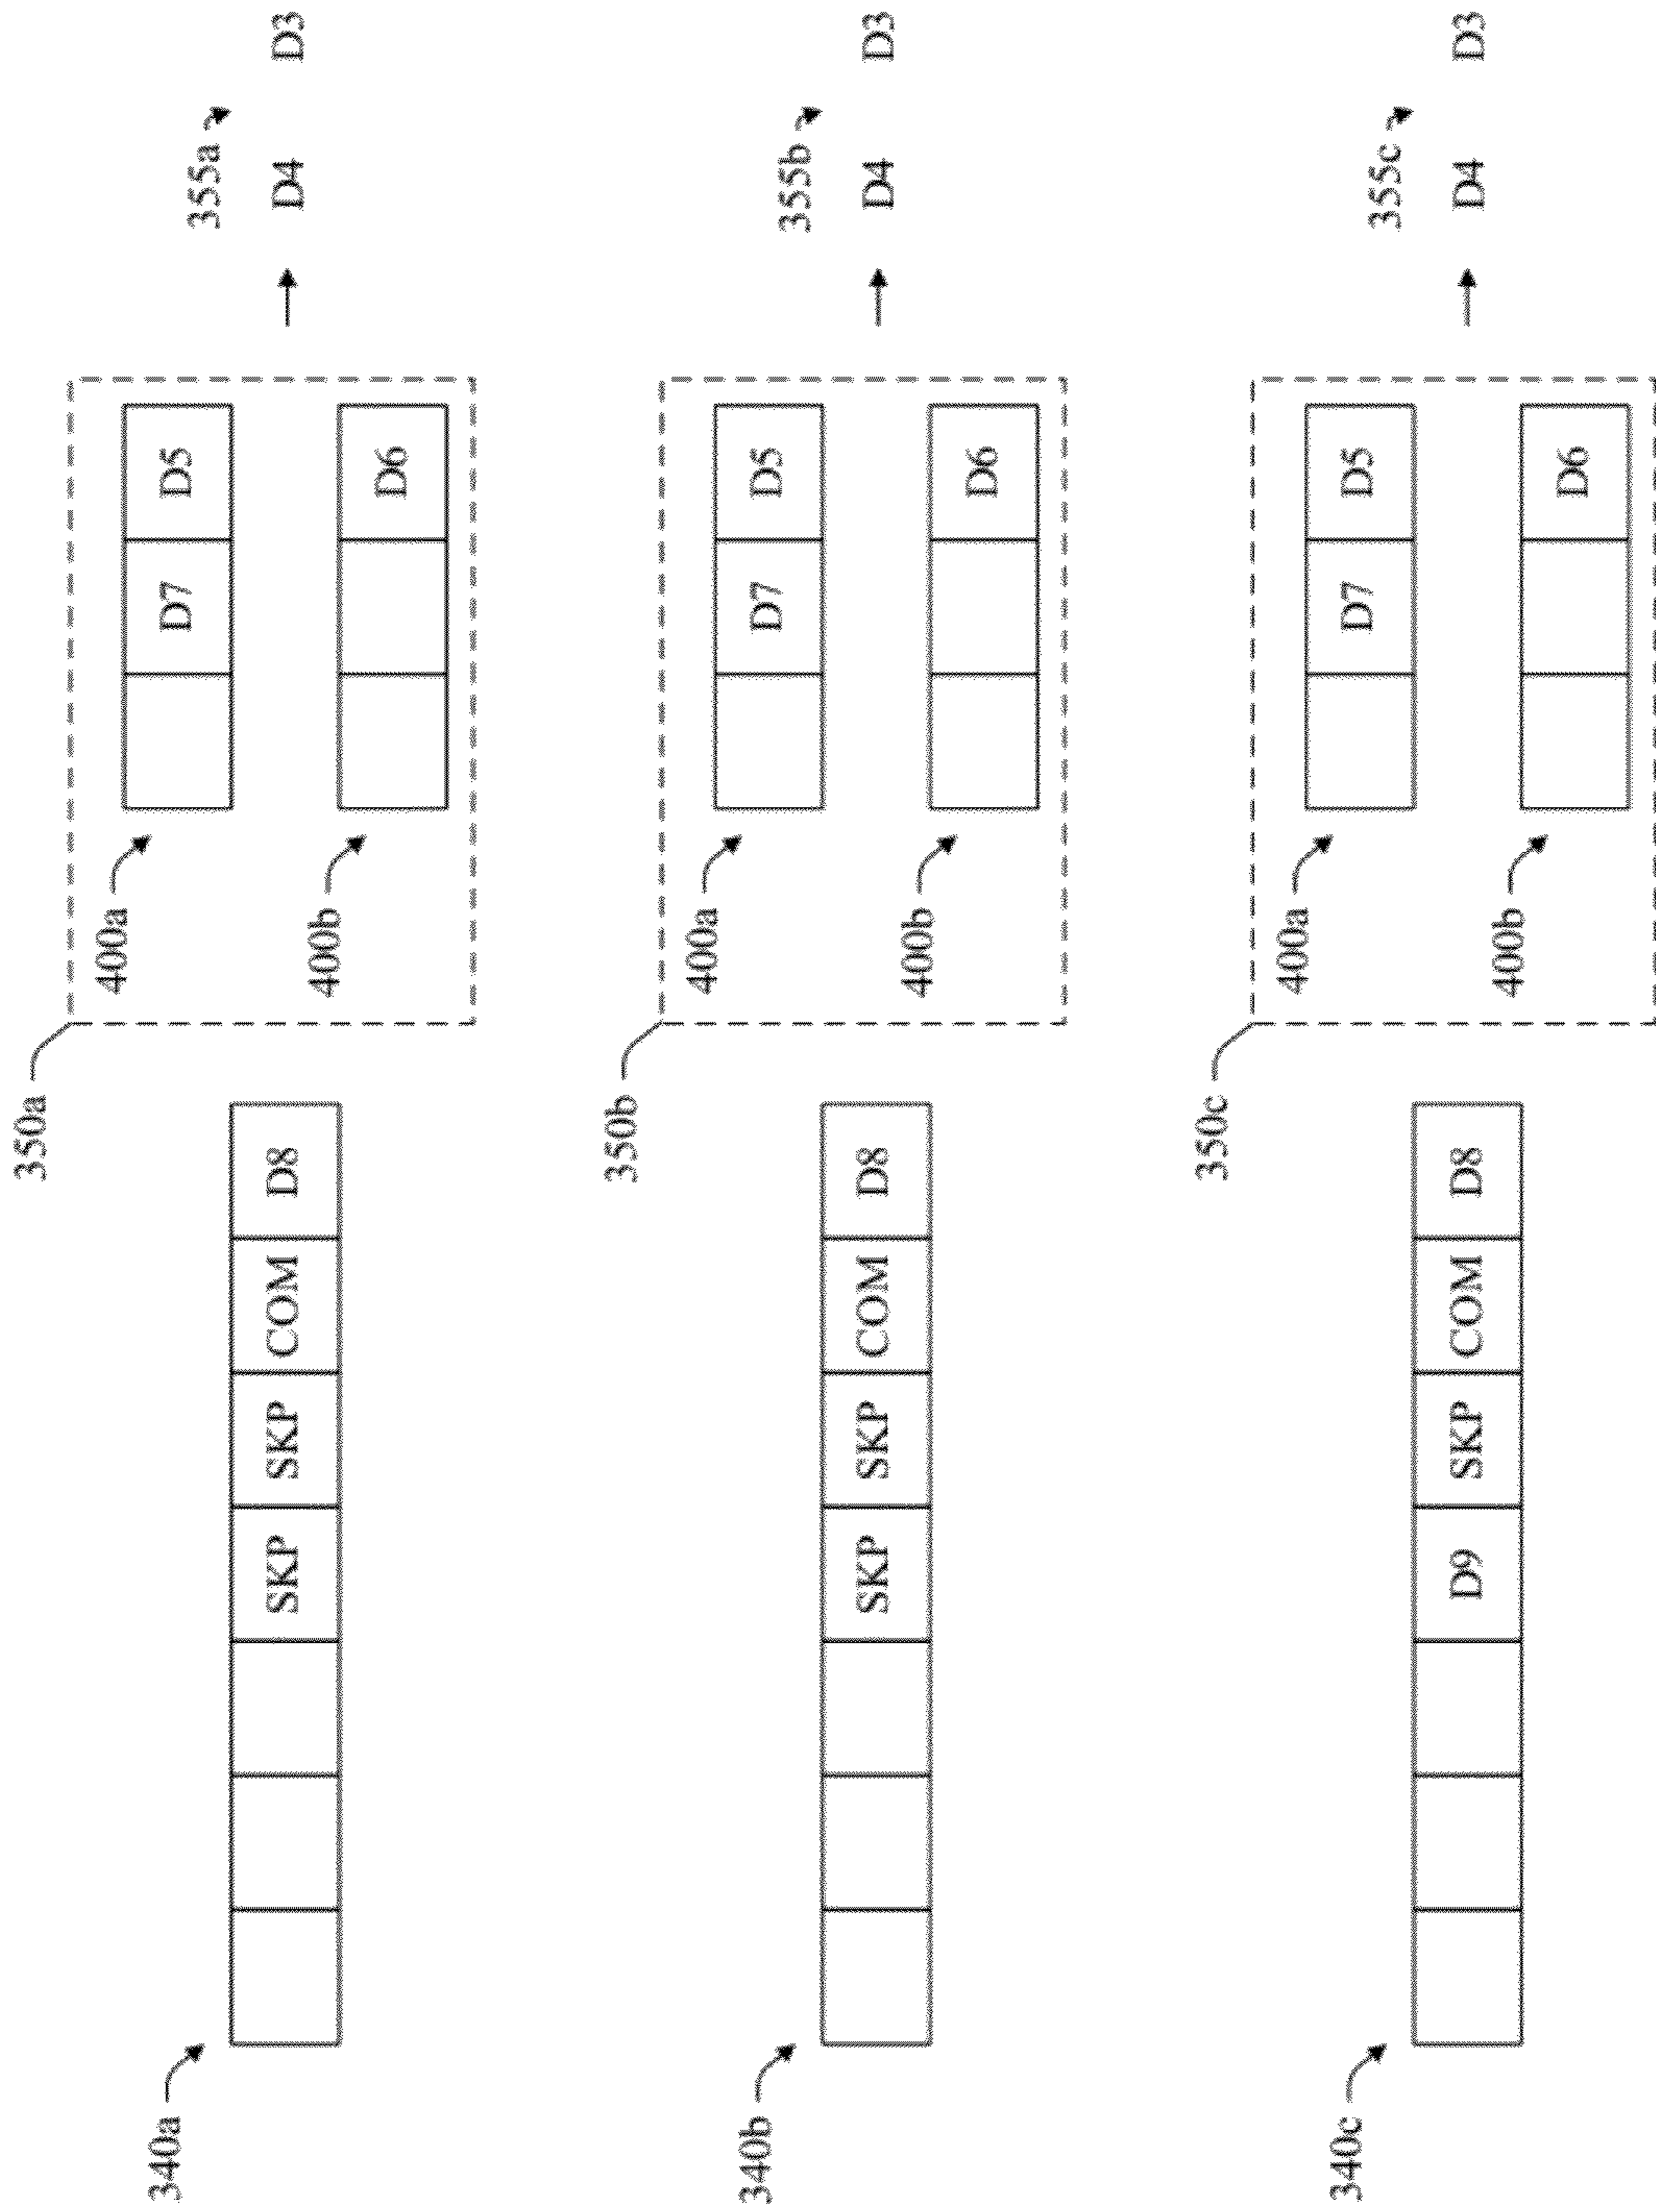 350a
400a
340a
D7 D5
355a
SKP SKP COM D8 D4 D3
400b
D6
350b
400a
340b
D7 D5
355b
SKP SKP COM D8 D4 D3
400b
D6
350c
400a
340c
D7 D5
355c
D9 SKP COM D8 D4 D3
400b
D6